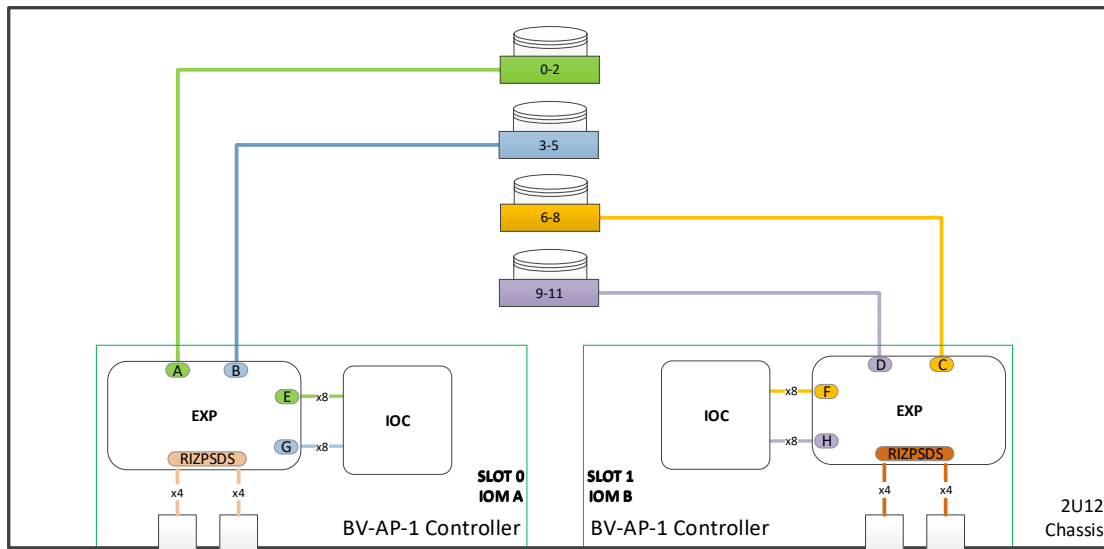 0-2
3-5
6-8
9-11
A
B
D
C
E
x8
EXP
IOC
G
x8
RIZPSDS
x4
x4
SLOT 0
IOM A
BV-AP-1 Controller
F
x8
IOC
EXP
H
x8
RIZPSDS
x4
x4
SLOT 1
IOM B
BV-AP-1 Controller
2U12
Chassis